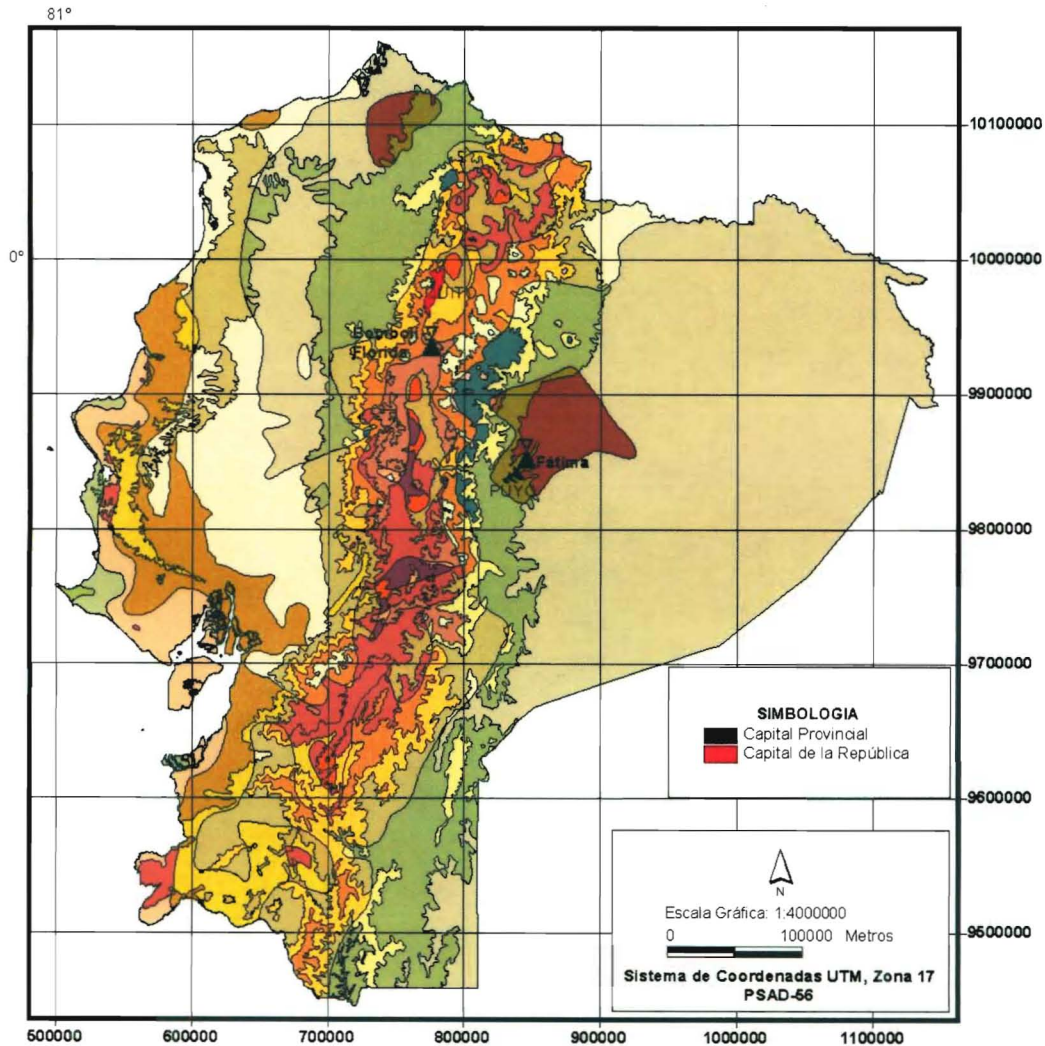 81°
10100000
0°
10000000
Florida
9900000
Fátima
PUYO
9800000
9700000
SIMBOLOGIA
Capital Provincial
Capital de la República
9600000
N
Escala Gráfica: 1:4000000
0 100000 Metros
9500000
Sistema de Coordenadas UTM, Zona 17
PSAD-56
500000 600000 700000 800000 900000 1000000 1100000